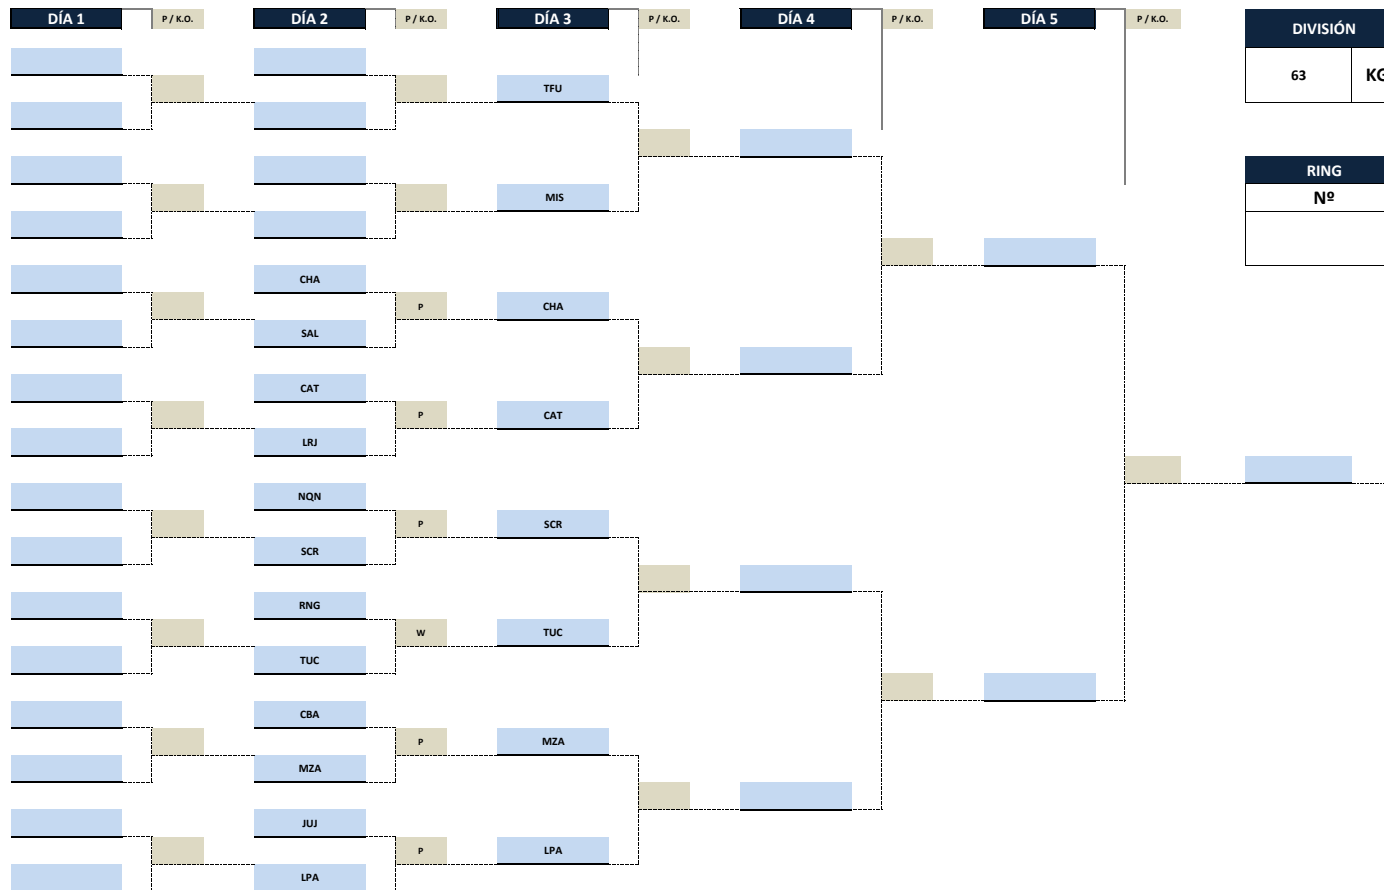 DÍA 1 P / K.O. DÍA 2 P / K.O. DÍA 3 P / K.O. DÍA 4 P / K.O. DÍA 5 P / K.O.
DIVISIÓN
63 KG
TFU
RING
Nº
MIS
CHA
P CHA
SAL
CAT
P CAT
LRJ
NQN
P SCR
SCR
RNG
W TUC
TUC
CBA
P MZA
MZA
JUJ
P LPA
LPA